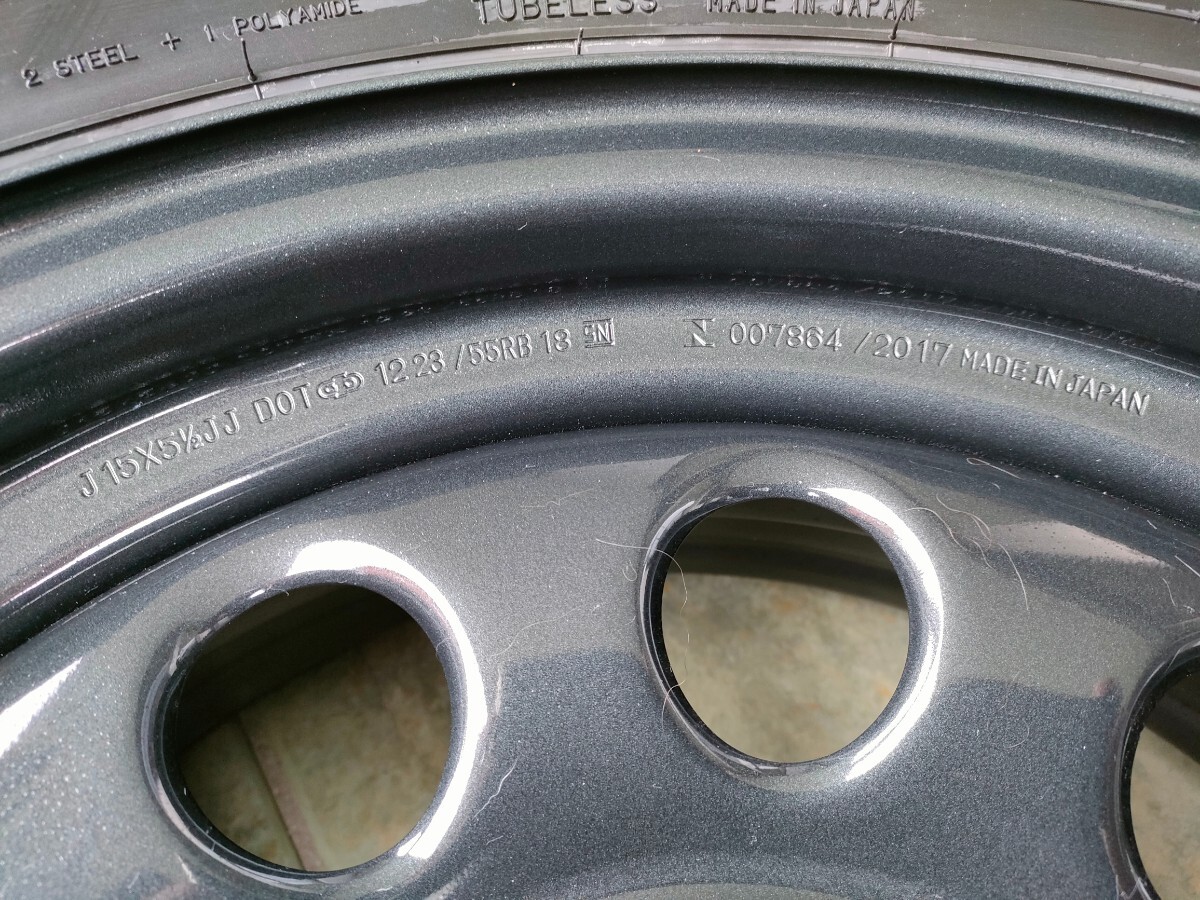 2 STEEL + 1 POLYAMIDE TUBELESS MADE IN JAPAN
J 15X5½JJ DOT 12 23 /55RB 18 SN N 007864 /2017 MADE IN JAPAN